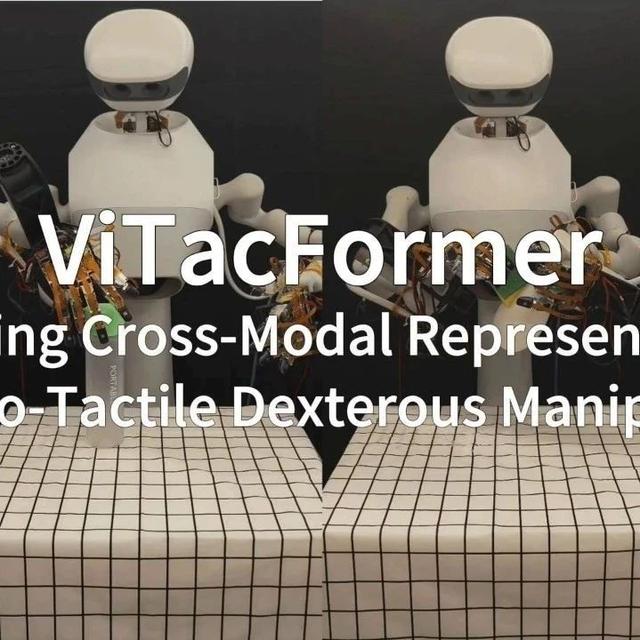 ViTacFormer
ing Cross-Modal Represen
o-Tactile Dexterous Manip